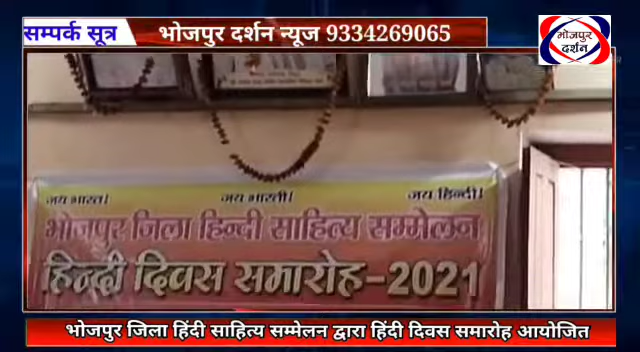 सम्पर्क सूत्र
भोजपुर दर्शन न्यूज 9334269065
भोजपुर
दर्शन
जय भारत!
जय भारती!
जय हिन्दी!
भोजपुर जिला हिन्दी साहित्य सम्मेलन
हिन्दी दिवस समारोह-2021
भोजपुर जिला हिंदी साहित्य सम्मेलन द्वारा हिंदी दिवस समारोह आयोजित